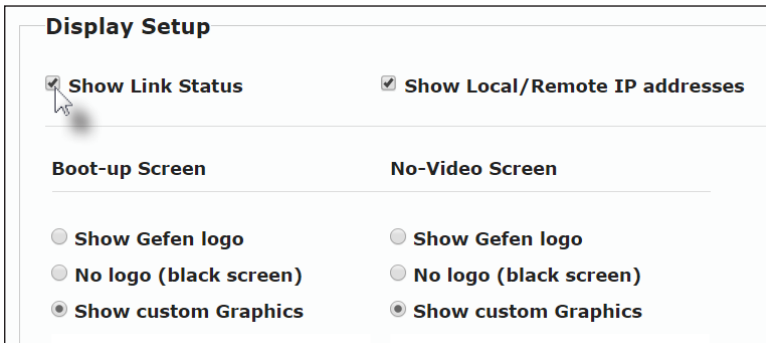 Display Setup
Show Link Status Show Local/Remote IP addresses
Boot-up Screen No-Video Screen
Show Gefen logo Show Gefen logo
No logo (black screen) No logo (black screen)
Show custom Graphics Show custom Graphics